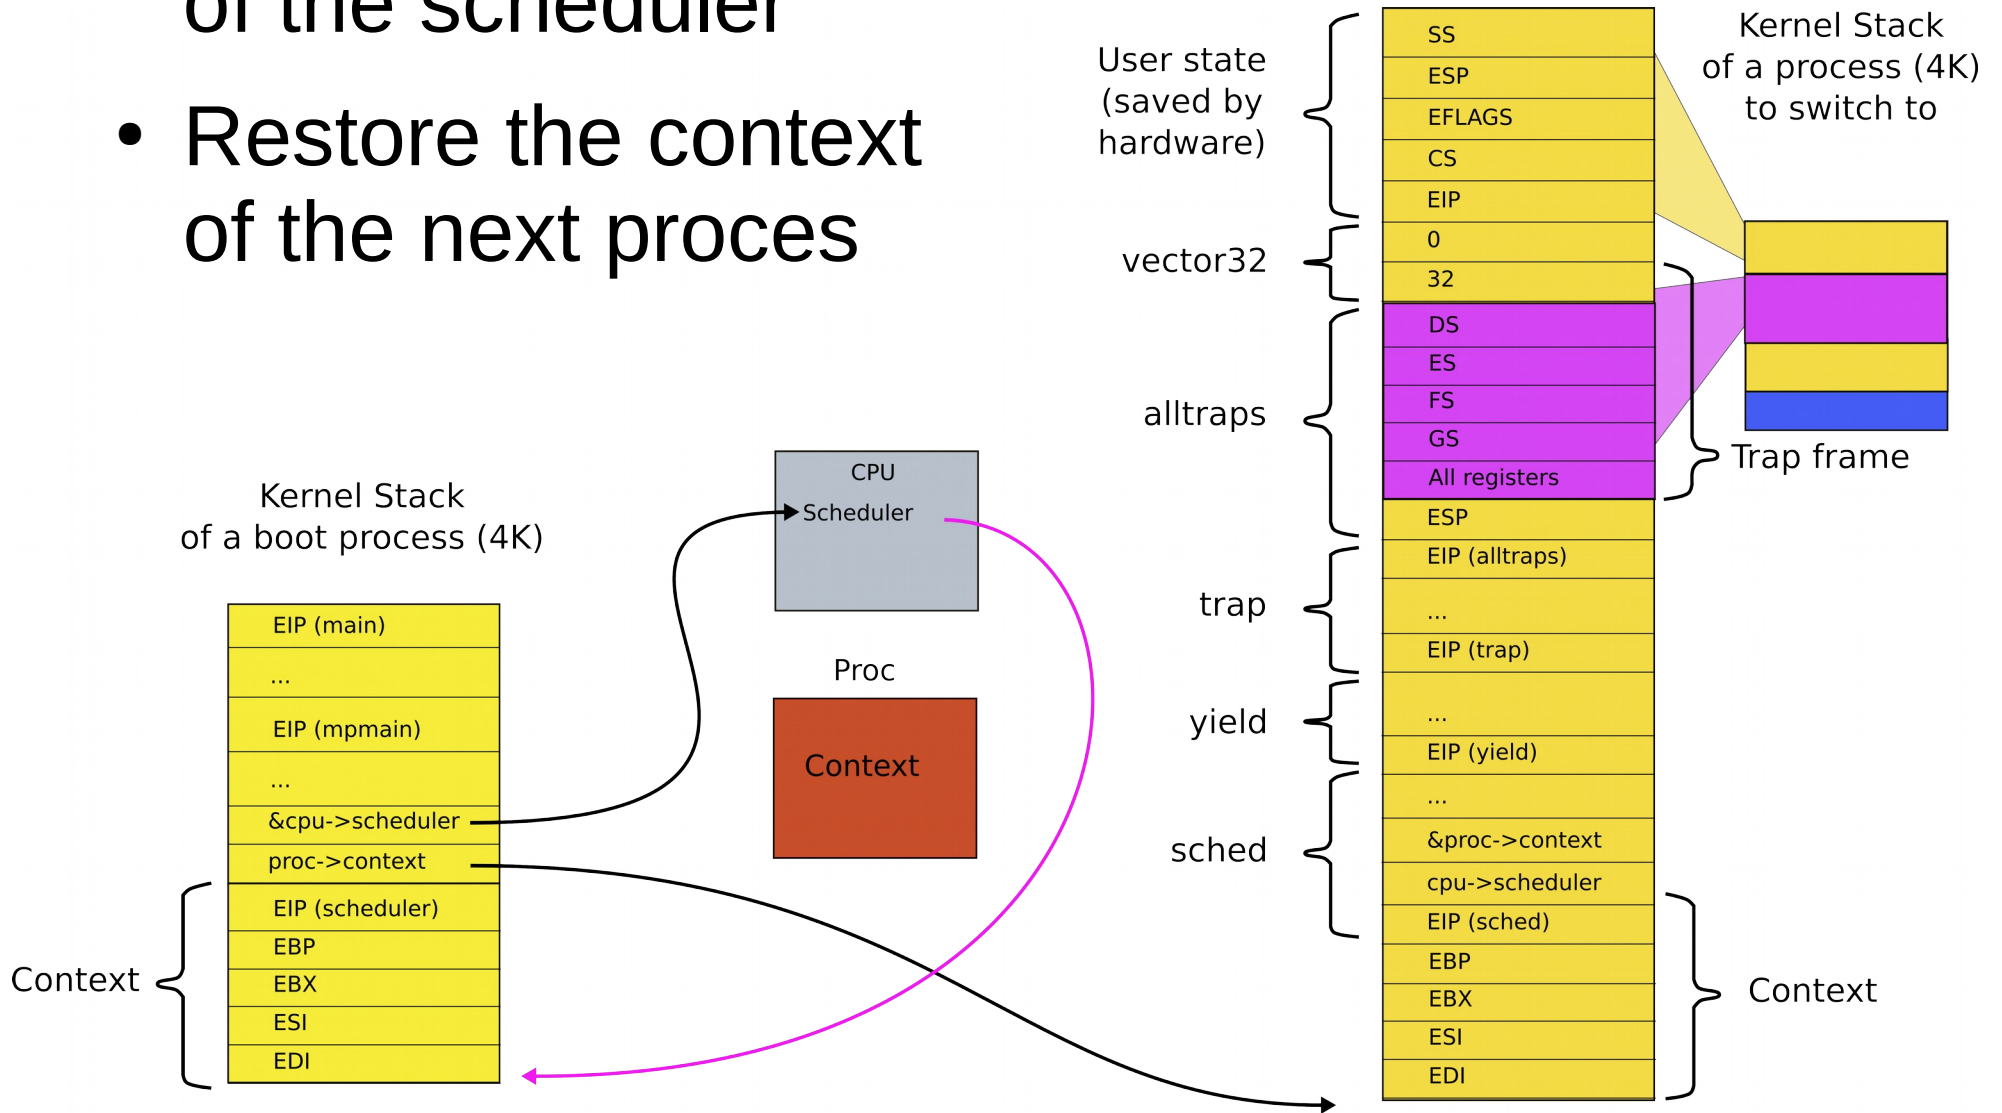 of the scheduler
• Restore the context
of the next proces
User state
(saved by
hardware)
vector32
alltraps
trap
yield
sched
SS
ESP
EFLAGS
CS
EIP
0
32
DS
ES
FS
GS
All registers
ESP
EIP (alltraps)
...
EIP (trap)
...
EIP (yield)
...
&proc->context
cpu->scheduler
EIP (sched)
EBP
EBX
ESI
EDI
Kernel Stack
of a process (4K)
to switch to
Trap frame
Context
Kernel Stack
of a boot process (4K)
EIP (main)
...
EIP (mpmain)
...
&cpu->scheduler
proc->context
EIP (scheduler)
EBP
EBX
ESI
EDI
Context
CPU
Scheduler
Proc
Context